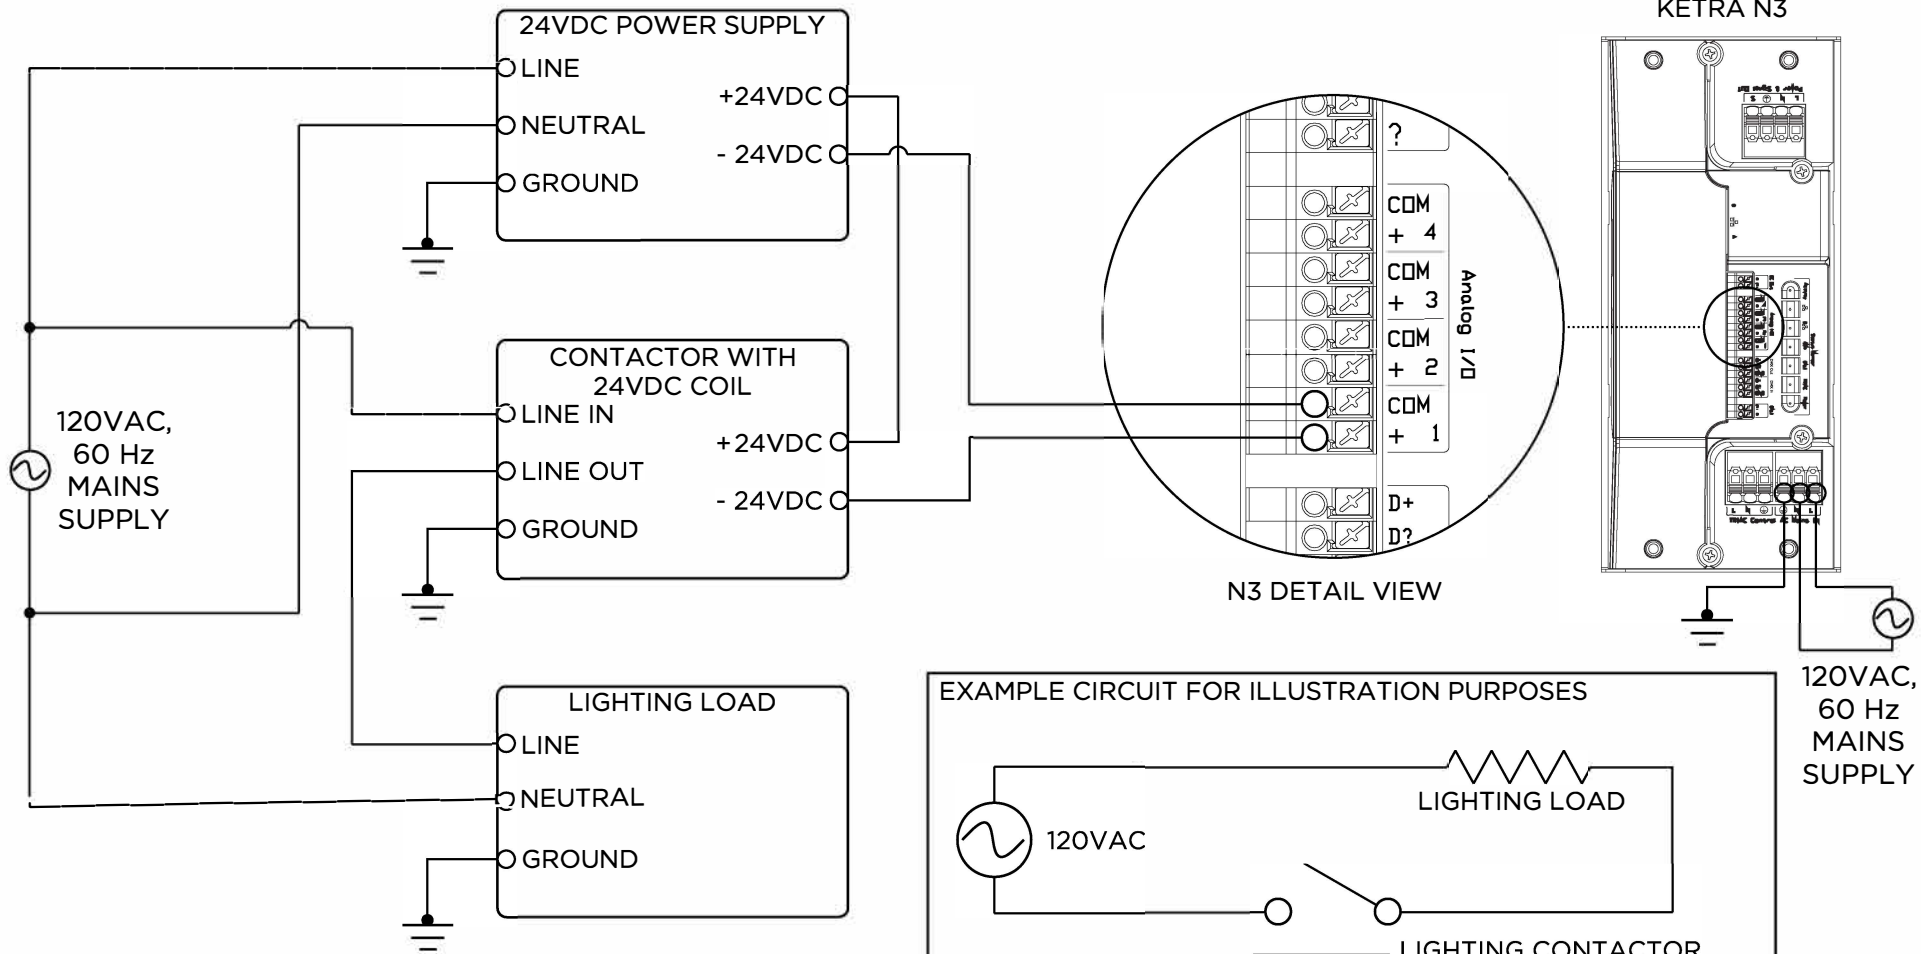 KETRA N3
24VDC POWER SUPPLY
LINE
+24VDC
NEUTRAL
- 24VDC
GROUND
CONTACTOR WITH
24VDC COIL
LINE IN
+24VDC
LINE OUT
- 24VDC
GROUND
120VAC,
60 Hz
MAINS
SUPPLY
LIGHTING LOAD
LINE
NEUTRAL
GROUND
?
COM
+ 4
COM
+ 3
COM
+ 2
COM
+ 1
Analog I/O
D+
D?
N3 DETAIL VIEW
120VAC,
60 Hz
MAINS
SUPPLY
EXAMPLE CIRCUIT FOR ILLUSTRATION PURPOSES
LIGHTING LOAD
120VAC
LIGHTING CONTACTOR